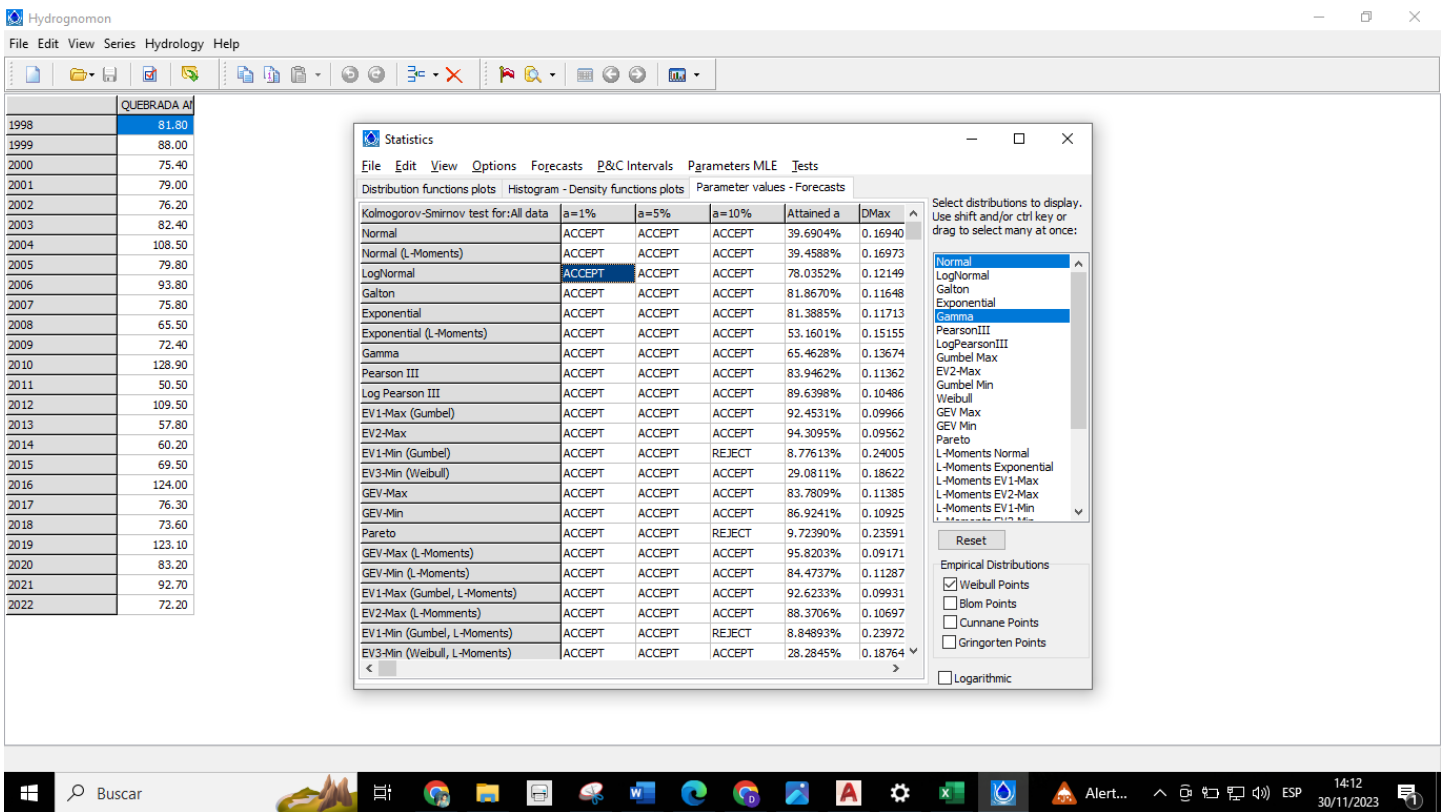 Hydrognomon
File Edit View Series Hydrology Help
QUEBRADA AN
1998 81.80
1999 88.00
2000 75.40
2001 79.00
2002 76.20
2003 82.40
2004 108.50
2005 79.80
2006 93.80
2007 75.80
2008 65.50
2009 72.40
2010 128.90
2011 50.50
2012 109.50
2013 57.80
2014 60.20
2015 69.50
2016 124.00
2017 76.30
2018 73.60
2019 123.10
2020 83.20
2021 92.70
2022 72.20
Statistics
File Edit View Options Forecasts P&C Intervals Parameters MLE Tests
Distribution functions plots Histogram - Density functions plots Parameter values - Forecasts
Kolmogorov-Smirnov test for:All data a=1% a=5% a=10% Attained a DMax
Normal ACCEPT ACCEPT ACCEPT 39.6904% 0.16940
Normal (L-Moments) ACCEPT ACCEPT ACCEPT 39.4588% 0.16973
LogNormal ACCEPT ACCEPT ACCEPT 78.0352% 0.12149
Galton ACCEPT ACCEPT ACCEPT 81.8670% 0.11648
Exponential ACCEPT ACCEPT ACCEPT 81.3885% 0.11713
Exponential (L-Moments) ACCEPT ACCEPT ACCEPT 53.1601% 0.15155
Gamma ACCEPT ACCEPT ACCEPT 65.4628% 0.13674
Pearson III ACCEPT ACCEPT ACCEPT 83.9462% 0.11362
Log Pearson III ACCEPT ACCEPT ACCEPT 89.6398% 0.10486
EV1-Max (Gumbel) ACCEPT ACCEPT ACCEPT 92.4531% 0.09966
EV2-Max ACCEPT ACCEPT ACCEPT 94.3095% 0.09562
EV1-Min (Gumbel) ACCEPT ACCEPT REJECT 8.77613% 0.24005
EV3-Min (Weibull) ACCEPT ACCEPT ACCEPT 29.0811% 0.18622
GEV-Max ACCEPT ACCEPT ACCEPT 83.7809% 0.11385
GEV-Min ACCEPT ACCEPT ACCEPT 86.9241% 0.10925
Pareto ACCEPT ACCEPT REJECT 9.72390% 0.23591
GEV-Max (L-Moments) ACCEPT ACCEPT ACCEPT 95.8203% 0.09171
GEV-Min (L-Moments) ACCEPT ACCEPT ACCEPT 84.4737% 0.11287
EV1-Max (Gumbel, L-Moments) ACCEPT ACCEPT ACCEPT 92.6233% 0.09931
EV2-Max (L-Momments) ACCEPT ACCEPT ACCEPT 88.3706% 0.10697
EV1-Min (Gumbel, L-Moments) ACCEPT ACCEPT REJECT 8.84893% 0.23972
EV3-Min (Weibull, L-Moments) ACCEPT ACCEPT ACCEPT 28.2845% 0.18764
Select distributions to display.
Use shift and/or ctrl key or
drag to select many at once:
Normal
LogNormal
Galton
Exponential
Gamma
PearsonIII
LogPearsonIII
Gumbel Max
EV2-Max
Gumbel Min
Weibull
GEV Max
GEV Min
Pareto
L-Moments Normal
L-Moments Exponential
L-Moments EV1-Max
L-Moments EV2-Max
L-Moments EV1-Min
Reset
Empirical Distributions
Weibull Points
Blom Points
Cunnane Points
Gringorten Points
Logarithmic
Buscar
Alert...
ESP
14:12
30/11/2023